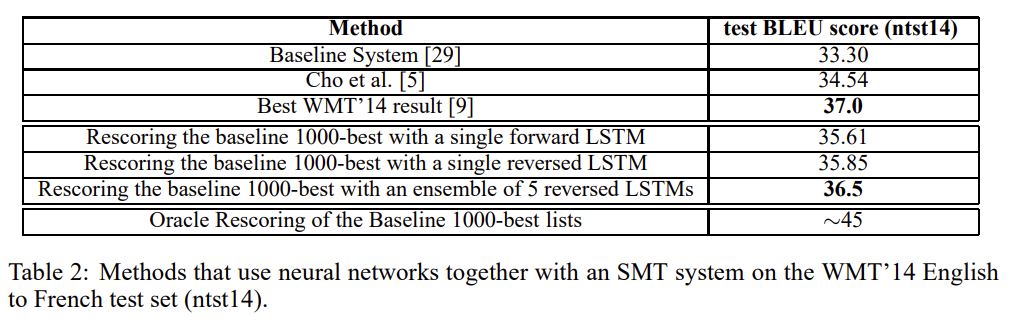 Method test BLEU score (ntst14)
Baseline System [29] 33.30
Cho et al. [5] 34.54
Best WMT’14 result [9] 37.0
Rescoring the baseline 1000-best with a single forward LSTM 35.61
Rescoring the baseline 1000-best with a single reversed LSTM 35.85
Rescoring the baseline 1000-best with an ensemble of 5 reversed LSTMs 36.5
Oracle Rescoring of the Baseline 1000-best lists ∼45
Table 2: Methods that use neural networks together with an SMT system on the WMT’14 English
to French test set (ntst14).